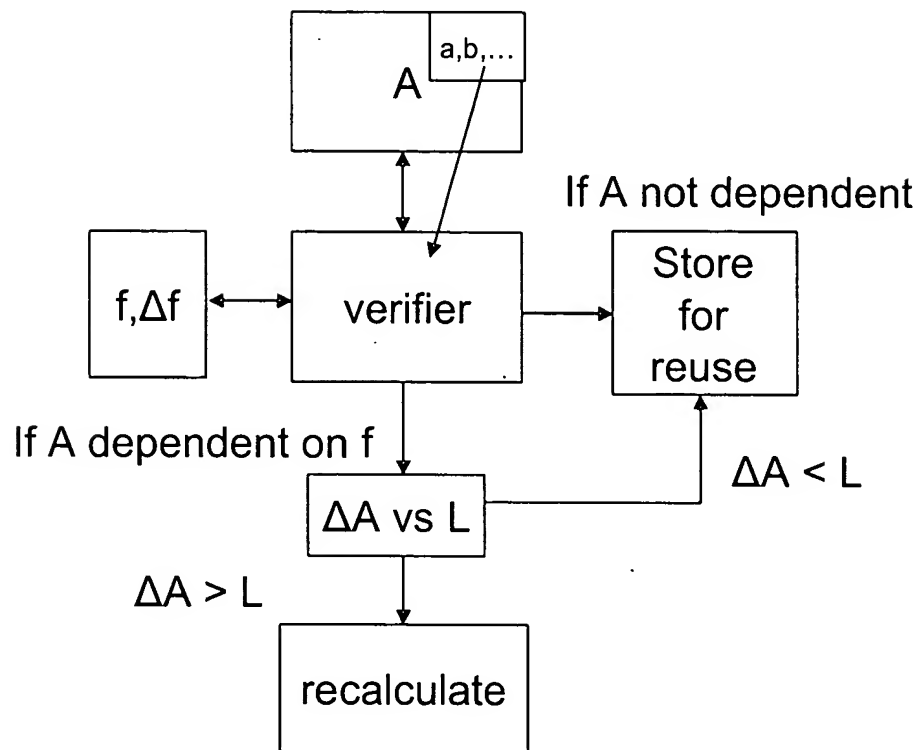 a,b,...
A
If A not dependent
f,Δf
verifier
Store
for
reuse
If A dependent on f
ΔA vs L
ΔA < L
ΔA > L
recalculate